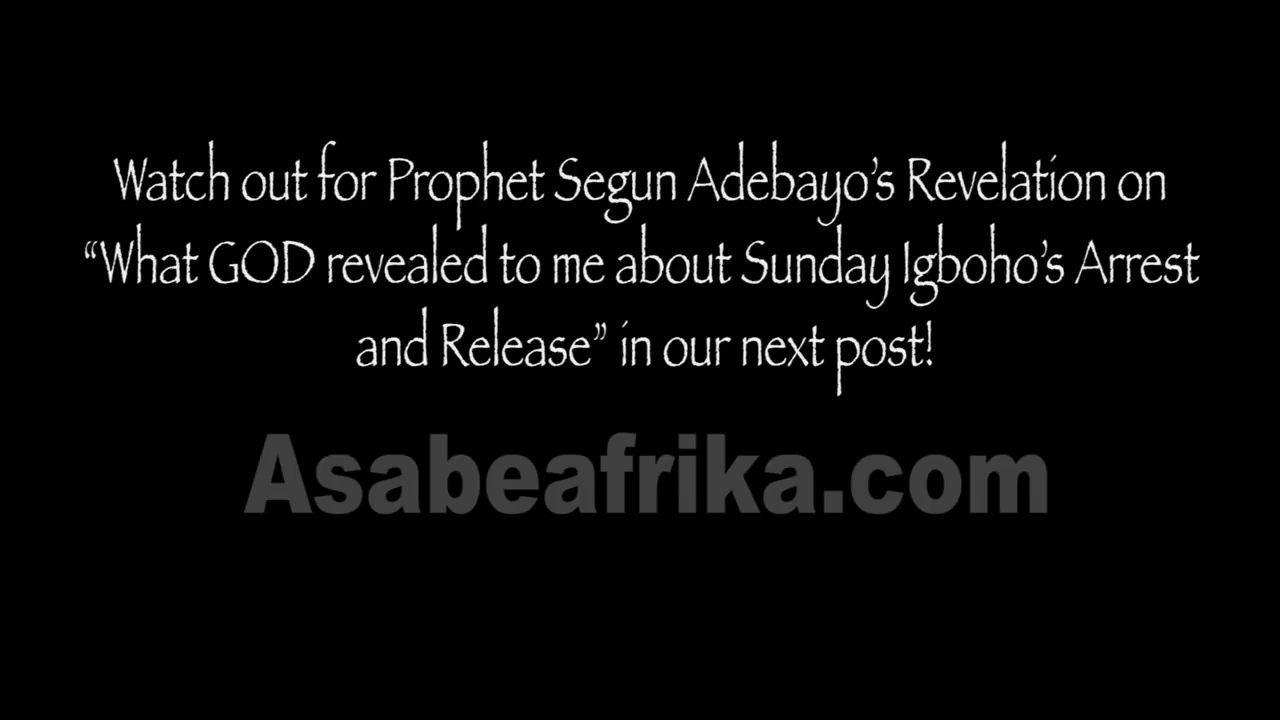 Watch out for Prophet Segun Adebayo’s Revelation on
“What GOD revealed to me about Sunday Igboho’s Arrest
and Release” in our next post!
Asabeafrika.com